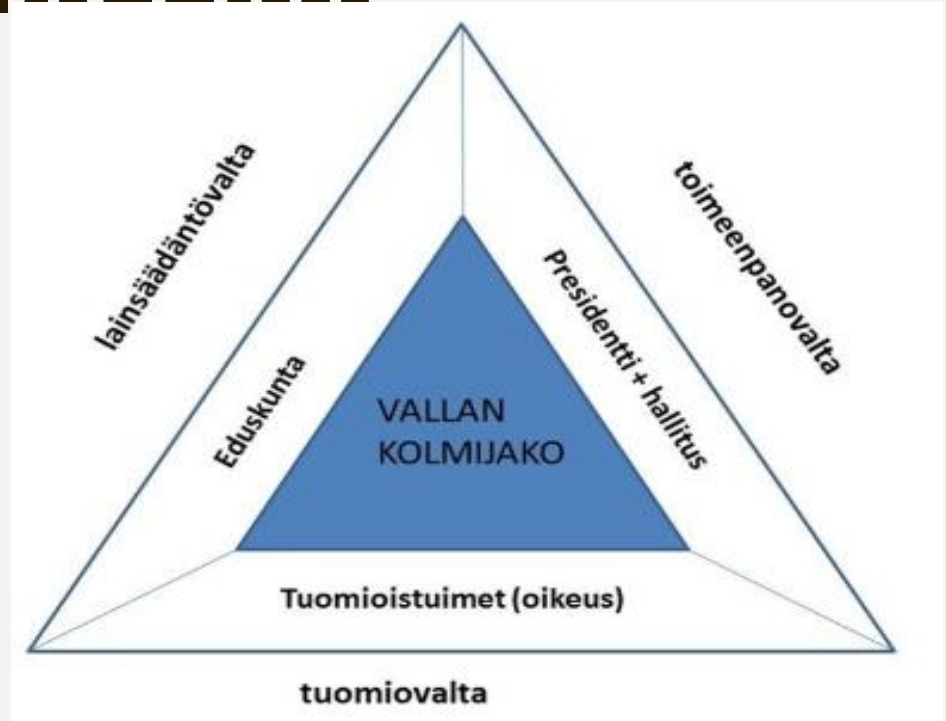 lainsäädäntövalta
toimeenpanovalta
Eduskunta
Presidentti + hallitus
VALLAN
KOLMIJAKO
Tuomioistuimet (oikeus)
tuomiovalta